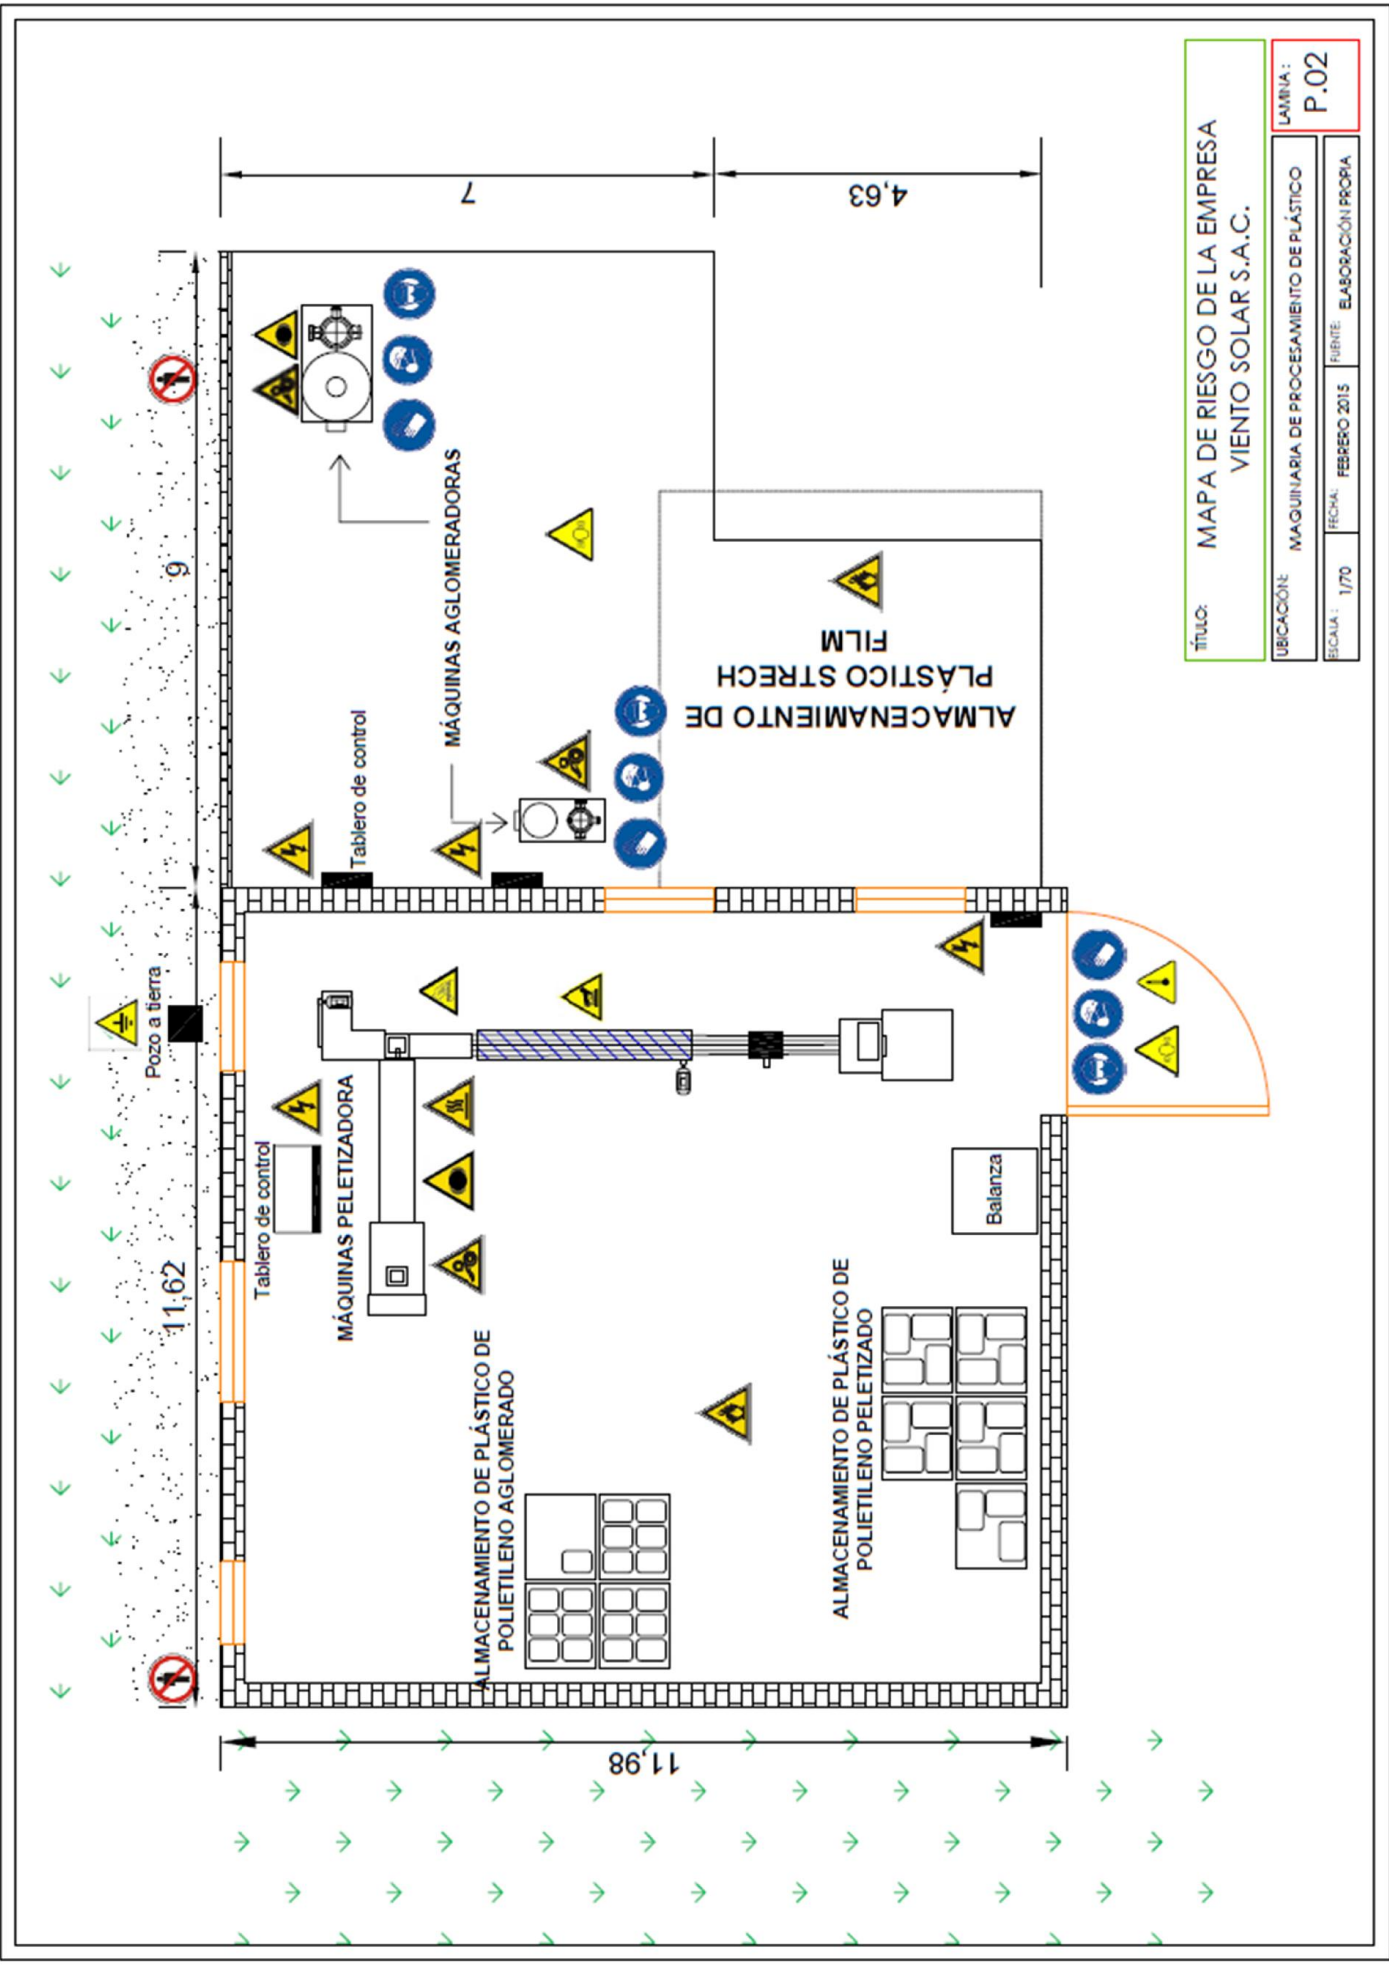 Pozo a tierra
11,62
9
7
4,63
11,98
Tablero de control
MÁQUINAS PELETIZADORA
Tablero de control
MÁQUINAS AGLOMERADORAS
ALMACENAMIENTO DE
PLÁSTICO STRECH
FILM
ALMACENAMIENTO DE PLÁSTICO DE
POLIETILENO AGLOMERADO
ALMACENAMIENTO DE PLÁSTICO DE
POLIETILENO PELETIZADO
Balanza
TÍTULO:
MAPA DE RIESGO DE LA EMPRESA
VIENTO SOLAR S.A.C.
UBICACIÓN:
MAQUINARIA DE PROCESAMIENTO DE PLÁSTICO
LAMINA :
P.02
ESCALA :
1/70
FECHA:
FEBRERO 2015
FUENTE:
ELABORACIÓN PROPIA